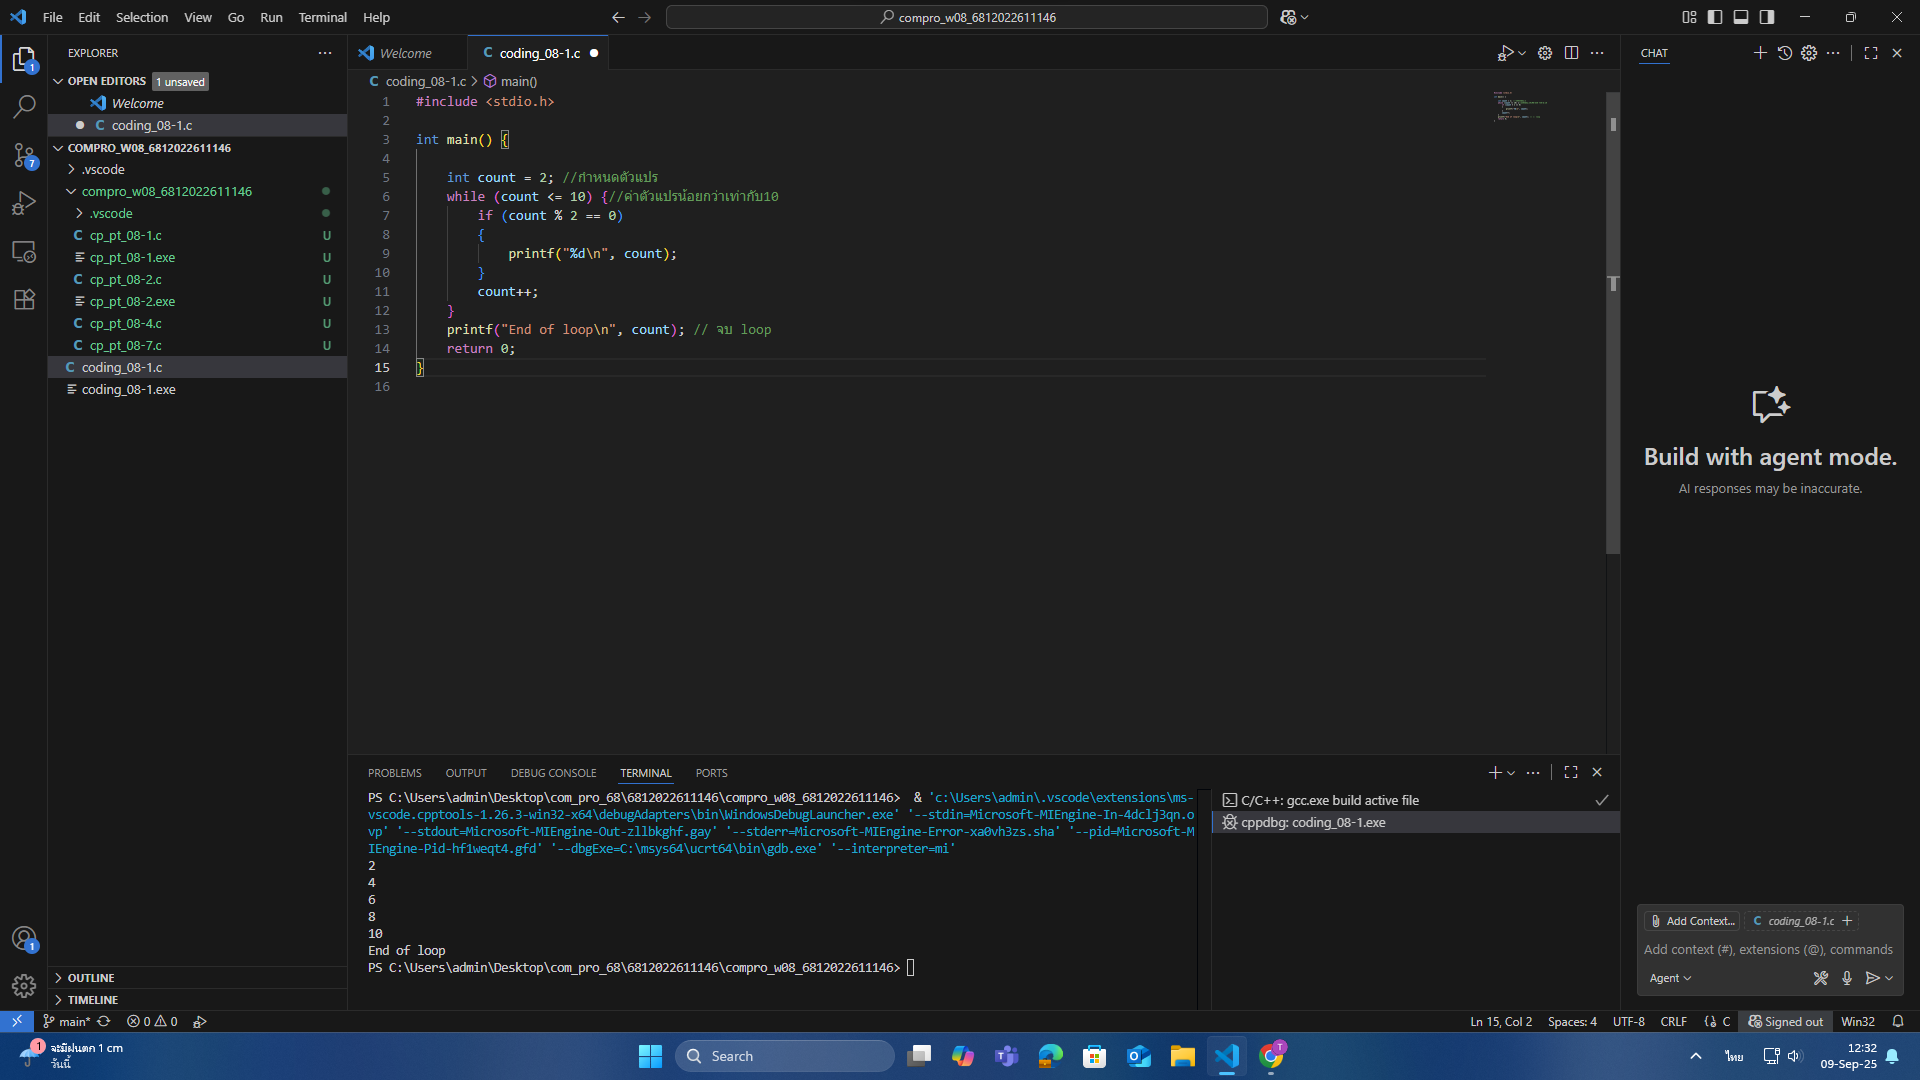 File Edit Selection View Go Run Terminal Help
compro_w08_6812022611146
EXPLORER
OPEN EDITORS 1 unsaved
Welcome
coding_08-1.c
COMPRO_W08_6812022611146
.vscode
compro_w08_6812022611146
.vscode
cp_pt_08-1.c U
cp_pt_08-1.exe U
cp_pt_08-2.c U
cp_pt_08-2.exe U
cp_pt_08-4.c U
cp_pt_08-7.c U
coding_08-1.c
coding_08-1.exe
OUTLINE
TIMELINE
1
7
1
Welcome
C coding_08-1.c
C coding_08-1.c > main()
1 #include <stdio.h>
2
3 int main() {
4
5 int count = 2; //กำหนดตัวแปร
6 while (count <= 10) {//ค่าตัวแปรน้อยกว่าเท่ากับ10
7 if (count % 2 == 0)
8 {
9 printf("%d\n", count);
10 }
11 count++;
12 }
13 printf("End of loop\n", count); // จบ loop
14 return 0;
15 }
16
PROBLEMS OUTPUT DEBUG CONSOLE TERMINAL PORTS
PS C:\Users\admin\Desktop\com_pro_68\6812022611146\compro_w08_6812022611146> & 'c:\Users\admin\.vscode\extensions\ms-
vscode.cpptools-1.26.3-win32-x64\debugAdapters\bin\WindowsDebugLauncher.exe' '--stdin=Microsoft-MIEngine-In-4dclj3qn.o
vp' '--stdout=Microsoft-MIEngine-Out-zllbkghf.gay' '--stderr=Microsoft-MIEngine-Error-xa0vh3zs.sha' '--pid=Microsoft-M
IEngine-Pid-hf1weqt4.gfd' '--dbgExe=C:\msys64\ucrt64\bin\gdb.exe' '--interpreter=mi'
2
4
6
8
10
End of loop
PS C:\Users\admin\Desktop\com_pro_68\6812022611146\compro_w08_6812022611146>
C/C++: gcc.exe build active file
cppdbg: coding_08-1.exe
CHAT
Build with agent mode.
AI responses may be inaccurate.
Add Context... C coding_08-1.c +
Add context (#), extensions (@), commands
Agent
main* 0 0
Ln 15, Col 2 Spaces: 4 UTF-8 CRLF {} C Signed out Win32
1 จะมีฝนตก 1 cm
วันนี้
Search
ไทย
12:32
09-Sep-25